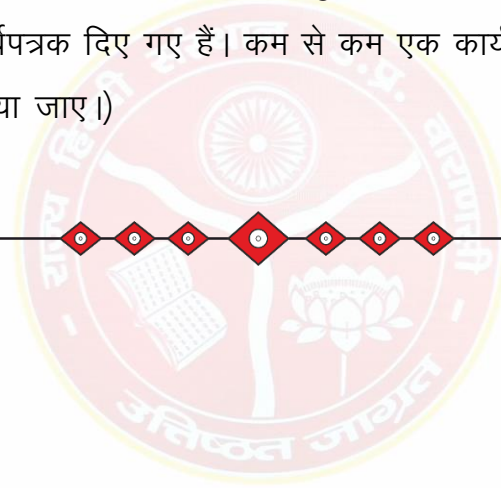 र्यपत्रक दिए गए हैं। कम से कम एक कार्य
या जाए।)
राज्य हिन्दी संस्थान उ.प्र. वाराणसी
उत्तिष्ठत जाग्रत